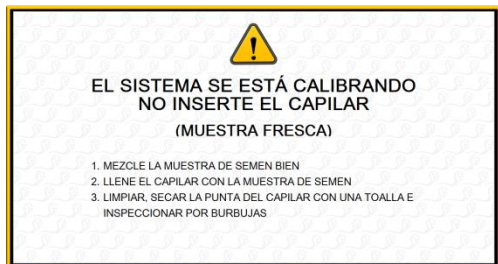 EL SISTEMA SE ESTÁ CALIBRANDO
NO INSERTE EL CAPILAR
(MUESTRA FRESCA)
1. MEZCLE LA MUESTRA DE SEMEN BIEN
2. LLENE EL CAPILAR CON LA MUESTRA DE SEMEN
3. LIMPIAR, SECAR LA PUNTA DEL CAPILAR CON UNA TOALLA E
INSPECCIONAR POR BURBUJAS